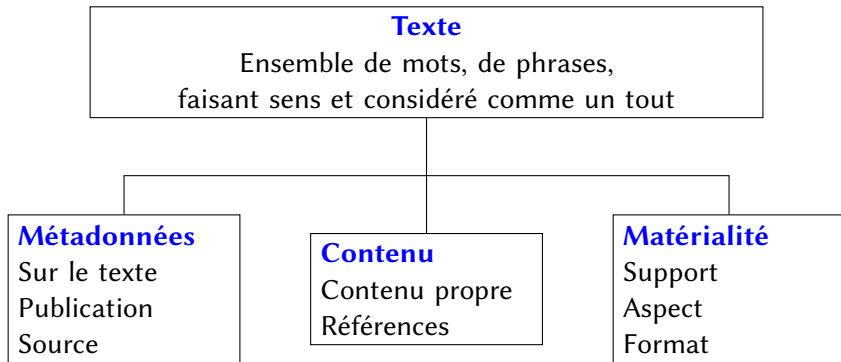 Texte
Ensemble de mots, de phrases,
faisant sens et considéré comme un tout
Métadonnées
Sur le texte
Publication
Source
Contenu
Contenu propre
Références
Matérialité
Support
Aspect
Format